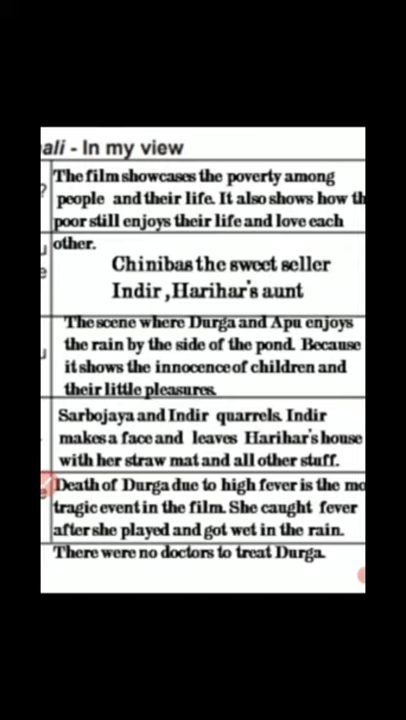 ali - In my view
?
The film showcases the poverty among
people and their life. It also shows how th
poor still enjoys their life and love each
other.
u
e
Chinibas the sweet seller
Indir ,Harihar's aunt
u
The scene where Durga and Apu enjoys
the rain by the side of the pond. Because
it shows the innocence of children and
their little pleasures.
Sarbojaya and Indir quarrels. Indir
makes a face and leaves Harihar's house
with her straw mat and all other stuff.
Death of Durga due to high fever is the mo
tragic event in the film. She caught fever
after she played and got wet in the rain.
There were no doctors to treat Durga.